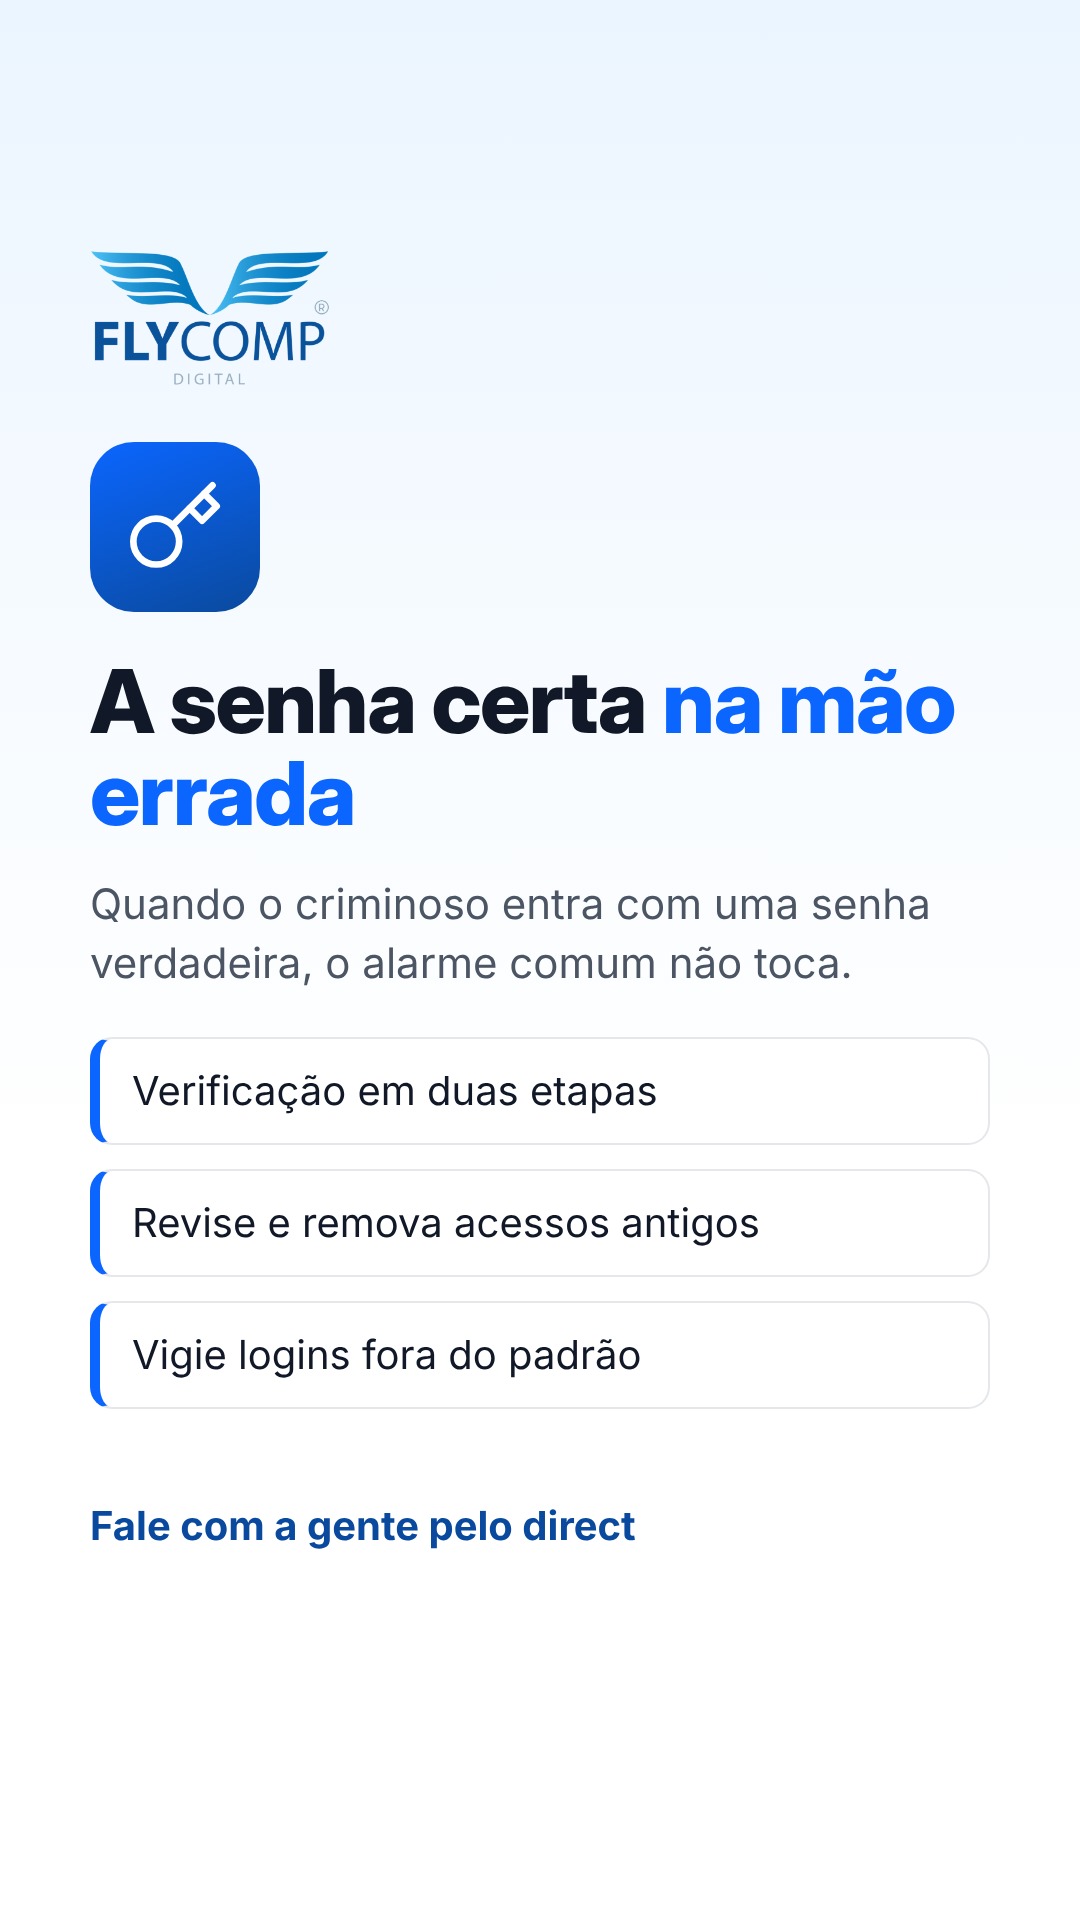 FLYCOMP
®
DIGITAL
A senha certa na mão
errada
Quando o criminoso entra com uma senha
verdadeira, o alarme comum não toca.
Verificação em duas etapas
Revise e remova acessos antigos
Vigie logins fora do padrão
Fale com a gente pelo direct